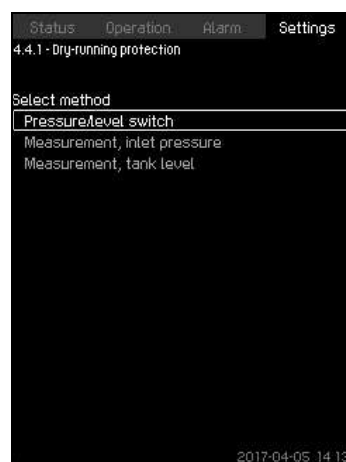 Status Operation Alarm Settings
4.4.1 - Dry-running protection
Select method
Pressure/level switch
Measurement, inlet pressure
Measurement, tank level
2017-04-05 14:13